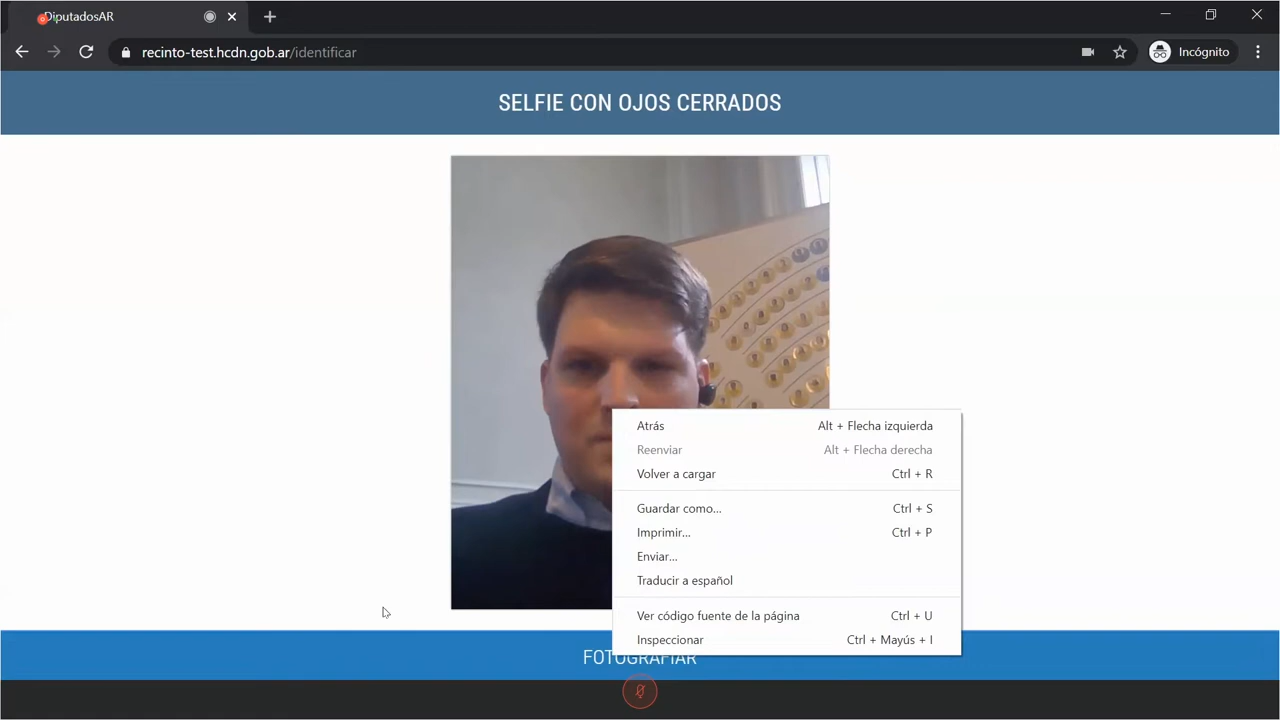 DiputadosAR
recinto-test.hcdn.gob.ar/identificar
Incógnito
SELFIE CON OJOS CERRADOS
Atrás Alt + Flecha izquierda
Reenviar Alt + Flecha derecha
Volver a cargar Ctrl + R
Guardar como... Ctrl + S
Imprimir... Ctrl + P
Enviar...
Traducir a español
Ver código fuente de la página Ctrl + U
Inspeccionar Ctrl + Mayús + I
FOTOGRAFIAR